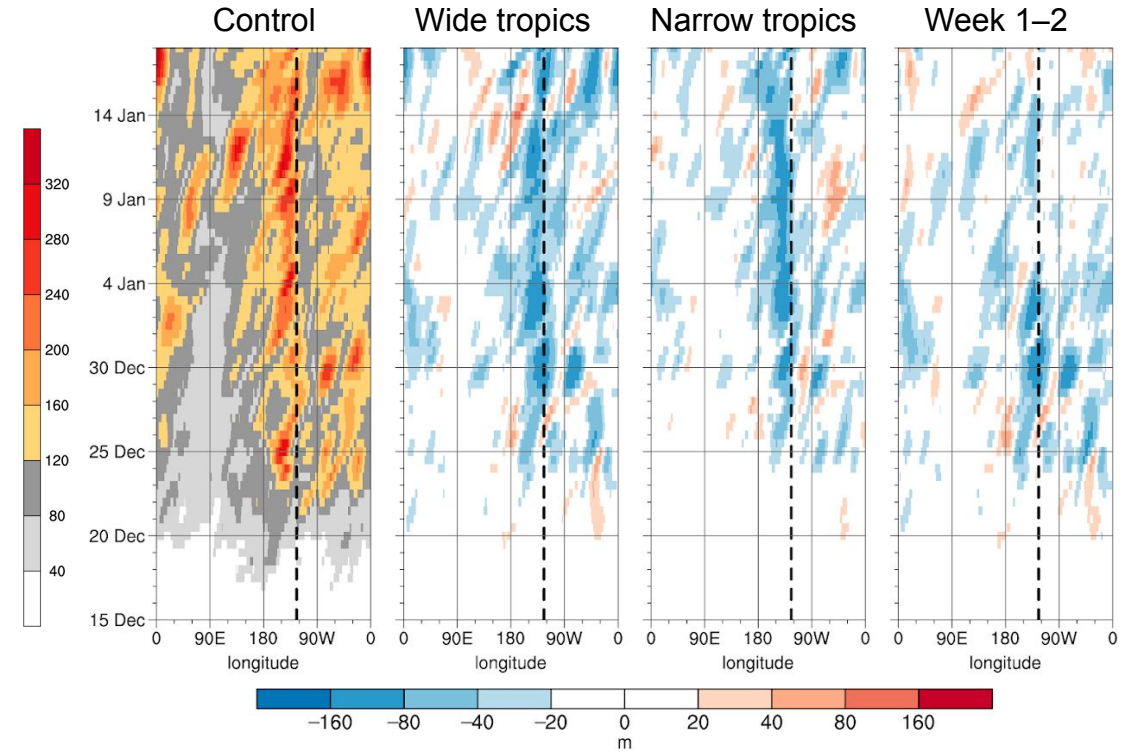 Control Wide tropics Narrow tropics Week 1–2
320
280
240
200
160
120
80
40
14 Jan
9 Jan
4 Jan
30 Dec
25 Dec
20 Dec
15 Dec
0 90E 180 90W 0 0 90E 180 90W 0 0 90E 180 90W 0 0 90E 180 90W 0
longitude longitude longitude longitude
−160 −80 −40 −20 0 20 40 80 160
m